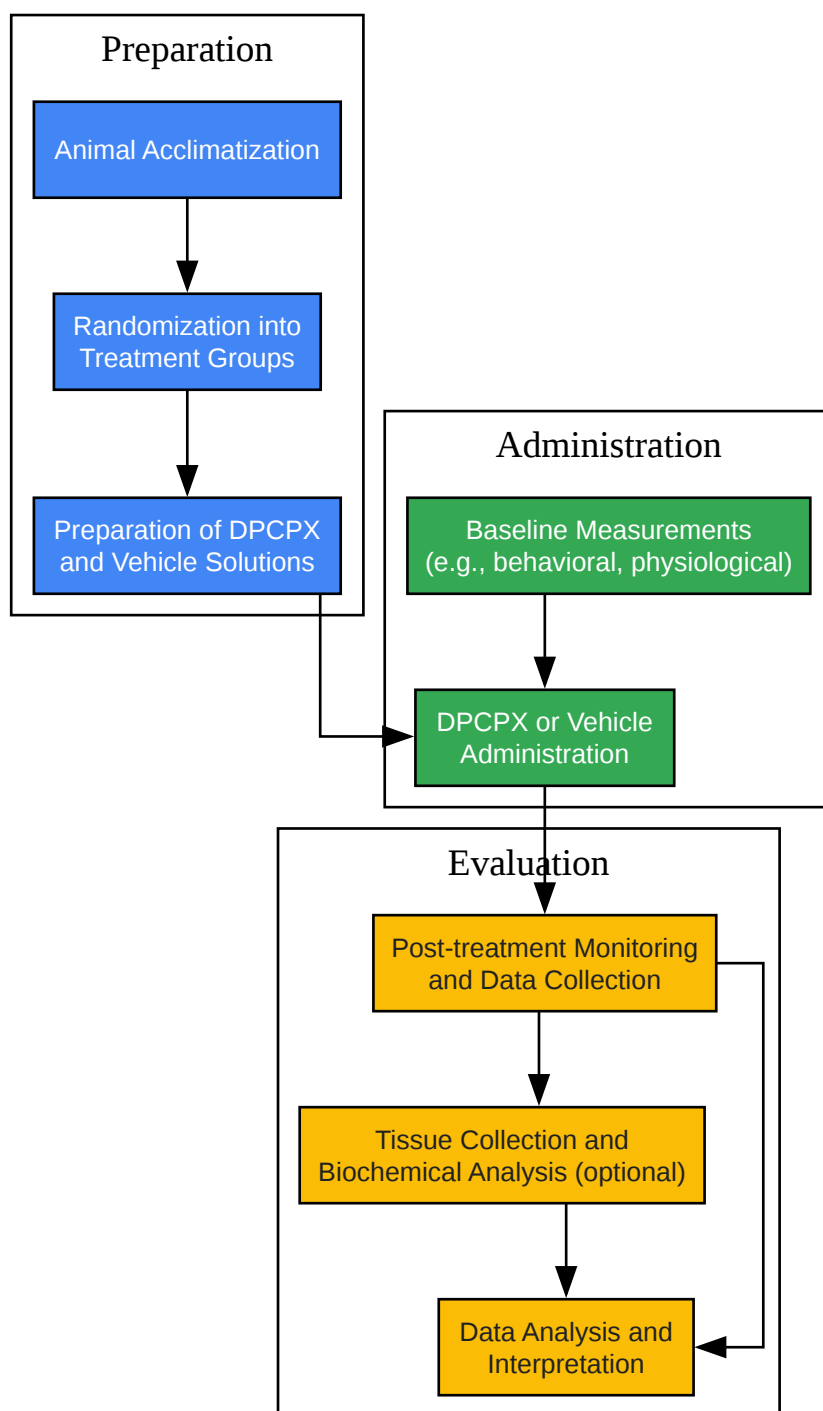 Preparation
Animal Acclimatization
Randomization into
Treatment Groups
Preparation of DPCPX
and Vehicle Solutions
Administration
Baseline Measurements
(e.g., behavioral, physiological)
DPCPX or Vehicle
Administration
Evaluation
Post-treatment Monitoring
and Data Collection
Tissue Collection and
Biochemical Analysis (optional)
Data Analysis and
Interpretation